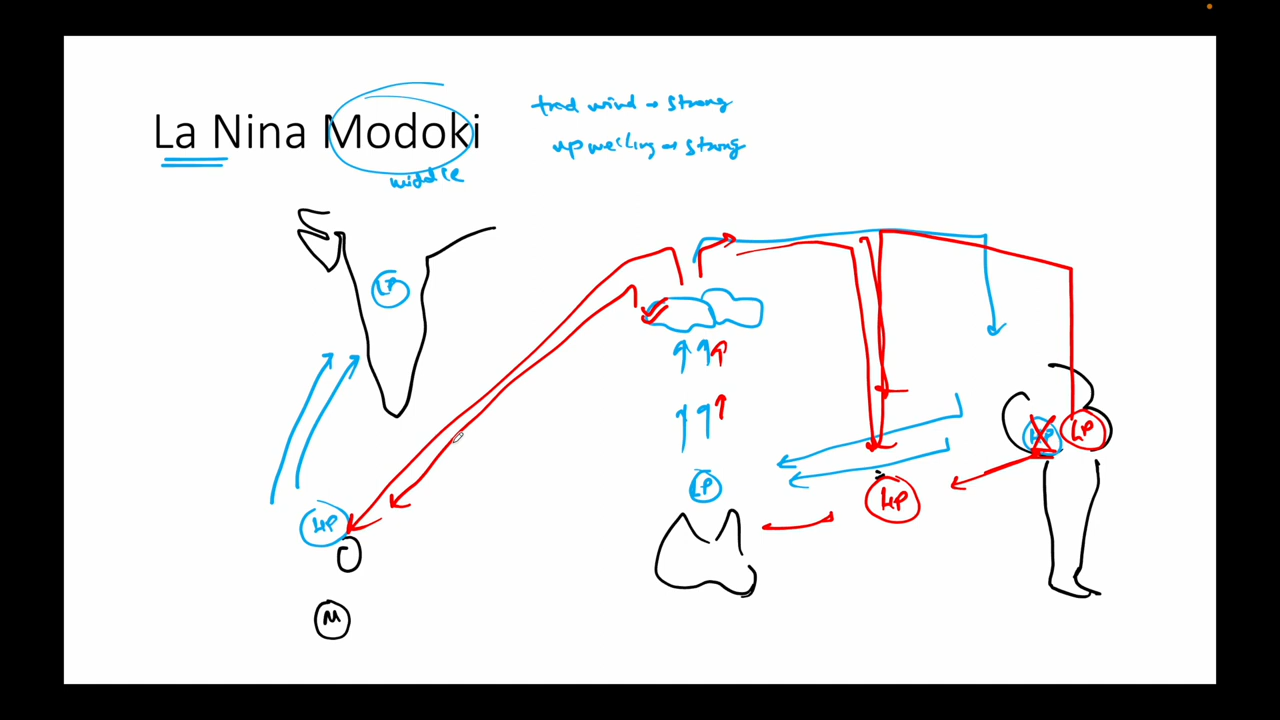 La Nina Modoki
trad wind → strong
upwelling → strong
middle
LP
HP
M
LP
HP
HP
LP